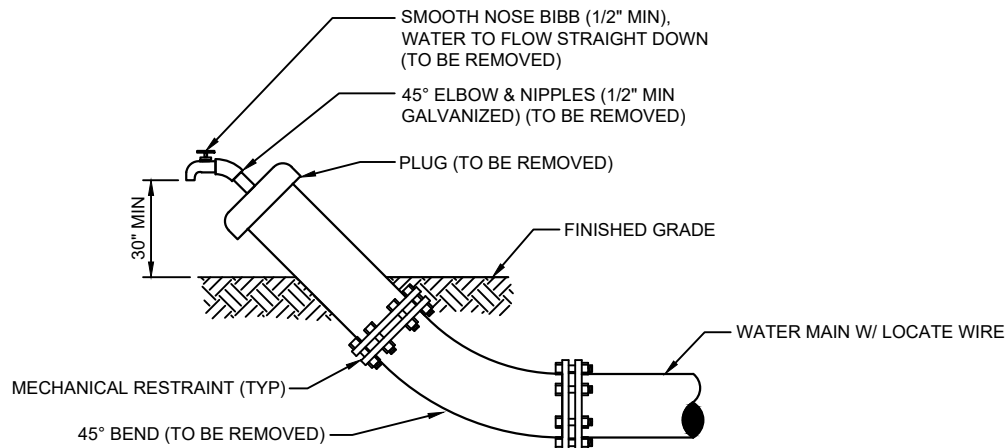 SMOOTH NOSE BIBB (1/2" MIN),
WATER TO FLOW STRAIGHT DOWN
(TO BE REMOVED)
45° ELBOW & NIPPLES (1/2" MIN
GALVANIZED) (TO BE REMOVED)
PLUG (TO BE REMOVED)
30" MIN
FINISHED GRADE
WATER MAIN W/ LOCATE WIRE
MECHANICAL RESTRAINT (TYP)
45° BEND (TO BE REMOVED)